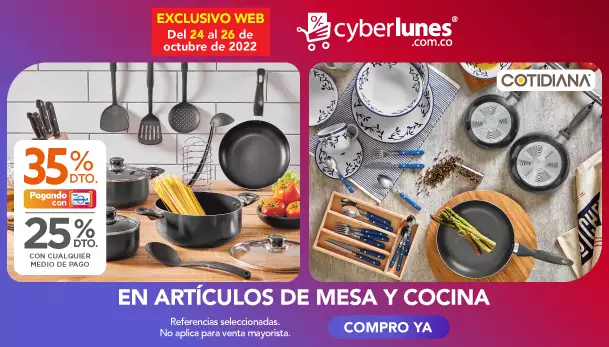 EXCLUSIVO WEB
Del 24 al 26 de
octubre de 2022
cyberlunes®
.com.co
COTIDIANA
35% DTO.
Pagando
con
25% DTO.
CON CUALQUIER
MEDIO DE PAGO
EN ARTÍCULOS DE MESA Y COCINA
Referencias seleccionadas.
No aplica para venta mayorista.
COMPRO YA